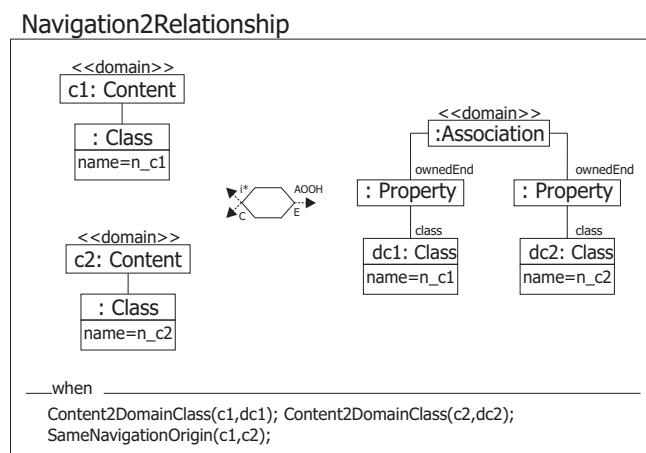 Navigation2Relationship
<<domain>>
c1: Content
: Class
name=n_c1
<<domain>>
c2: Content
: Class
name=n_c2
i*
C
AOOH
E
<<domain>>
:Association
ownedEnd
ownedEnd
: Property
: Property
class
class
dc1: Class
dc2: Class
name=n_c1
name=n_c2
when
Content2DomainClass(c1,dc1); Content2DomainClass(c2,dc2);
SameNavigationOrigin(c1,c2);